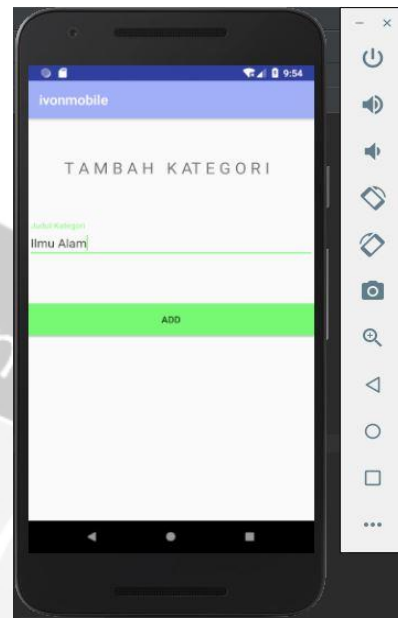 9:54
ivonmobile
TAMBAH KATEGORI
Judul Kategori
Ilmu Alam
ADD